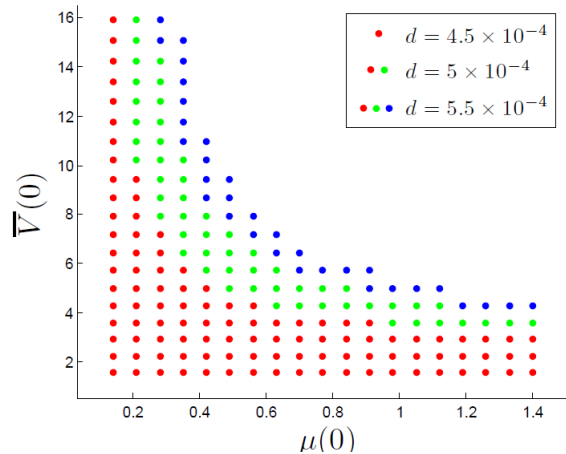 16
14
12
10
8
6
4
2
V̅(0)
0.2 0.4 0.6 0.8 1 1.2 1.4
μ(0)
d = 4.5 × 10⁻⁴
d = 5 × 10⁻⁴
d = 5.5 × 10⁻⁴